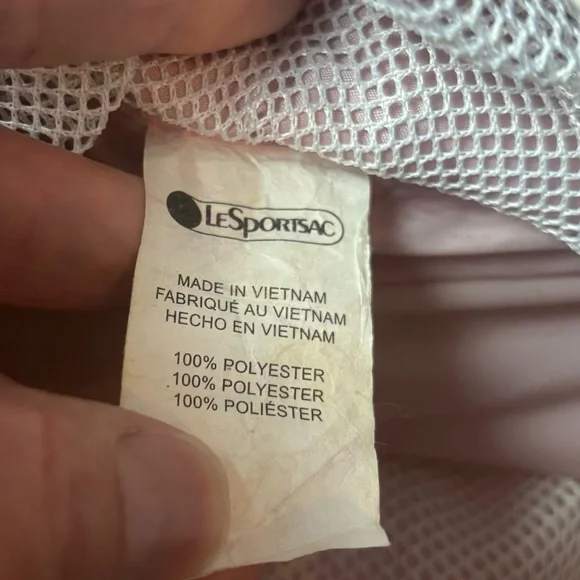 LeSportsac
MADE IN VIETNAM
FABRIQUÉ AU VIETNAM
HECHO EN VIETNAM
100% POLYESTER
100% POLYESTER
100% POLIÉSTER